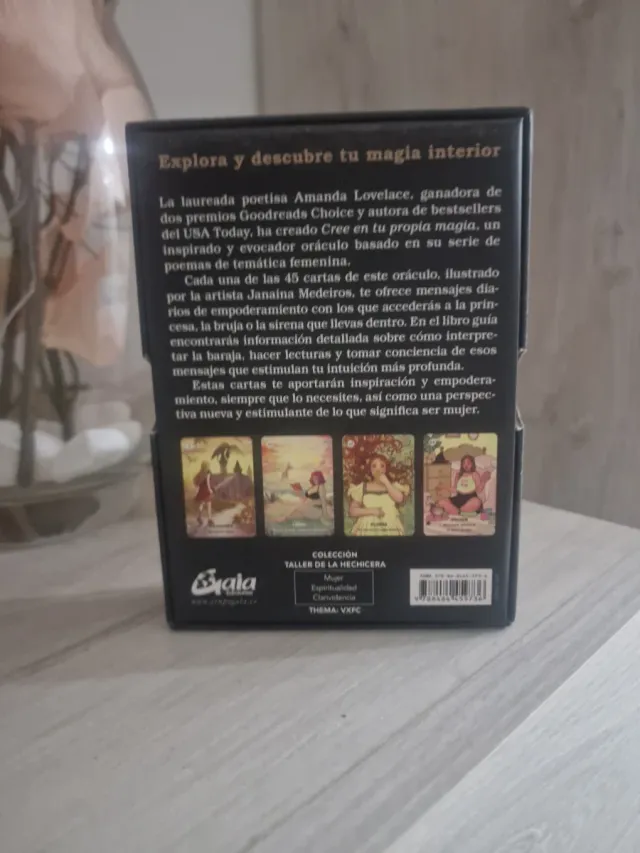 Explora y descubre tu magia interior
La laureada poetisa Amanda Lovelace, ganadora de
dos premios Goodreads Choice y autora de bestsellers
del USA Today, ha creado Cree en tu propia magia, un
inspirado y evocador oráculo basado en su serie de
poemas de temática femenina.
Cada una de las 45 cartas de este oráculo, ilustrado
por la artista Janaina Medeiros, te ofrece mensajes dia-
rios de empoderamiento con los que accederás a la prin-
cesa, la bruja o la sirena que llevas dentro. En el libro guía
encontrarás información detallada sobre cómo interpre-
tar la baraja, hacer lecturas y tomar conciencia de esos
mensajes que estimulan tu intuición más profunda.
Estas cartas te aportarán inspiración y empodera-
miento, siempre que lo necesites, así como una perspec-
tiva nueva y estimulante de lo que significa ser mujer.
COLECCIÓN
TALLER DE LA HECHICERA
Mujer
Espiritualidad
Clarividencia
THEMA: VXFC
Gaia
ediciones